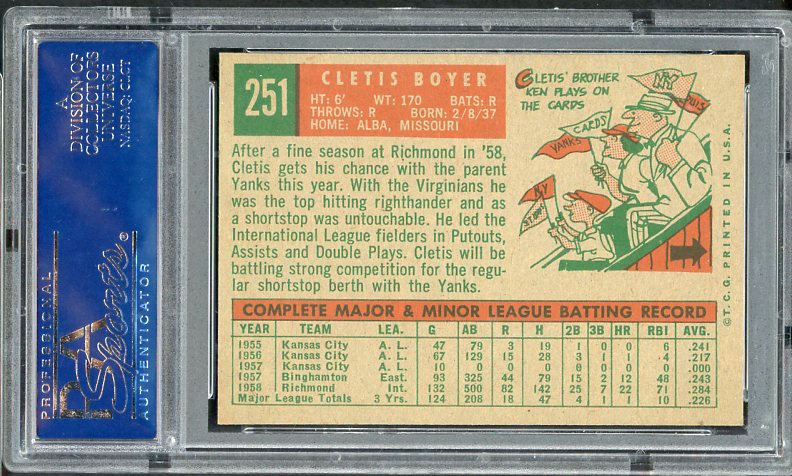 A
DIVISION OF
COLLECTORS
UNIVERSE
NASDAQ: CLCT
PROFESSIONAL
PSA
Sports®
AUTHENTICATOR
251
CLETIS BOYER
HT: 6' WT: 170 BATS: R
THROWS: R BORN: 2/8/37
HOME: ALBA, MISSOURI
After a fine season at Richmond in '58,
Cletis gets his chance with the parent
Yanks this year. With the Virginians he
was the top hitting righthander and as
a shortstop was untouchable. He led the
International League fielders in Putouts,
Assists and Double Plays. Cletis will be
battling strong competition for the regu-
lar shortstop berth with the Yanks.
CLETIS' BROTHER
KEN PLAYS ON
THE CARDS
NY
CARDS
YANKS
NY
©T.C.G. PRINTED IN U.S.A.
COMPLETE MAJOR & MINOR LEAGUE BATTING RECORD
YEAR TEAM LEA. G AB R H 2B 3B HR RBI AVG.
1955 Kansas City A. L. 47 79 3 19 1 0 0 6 .241
1956 Kansas City A. L. 67 129 15 28 3 1 1 4 .217
1957 Kansas City A. L. 10 0 0 0 0 0 0 0 .000
1957 Binghamton East. 93 325 44 79 15 2 12 48 .243
1958 Richmond Int. 132 500 82 142 25 7 22 71 .284
Major League Totals 3 Yrs. 124 208 18 47 4 1 1 10 .226